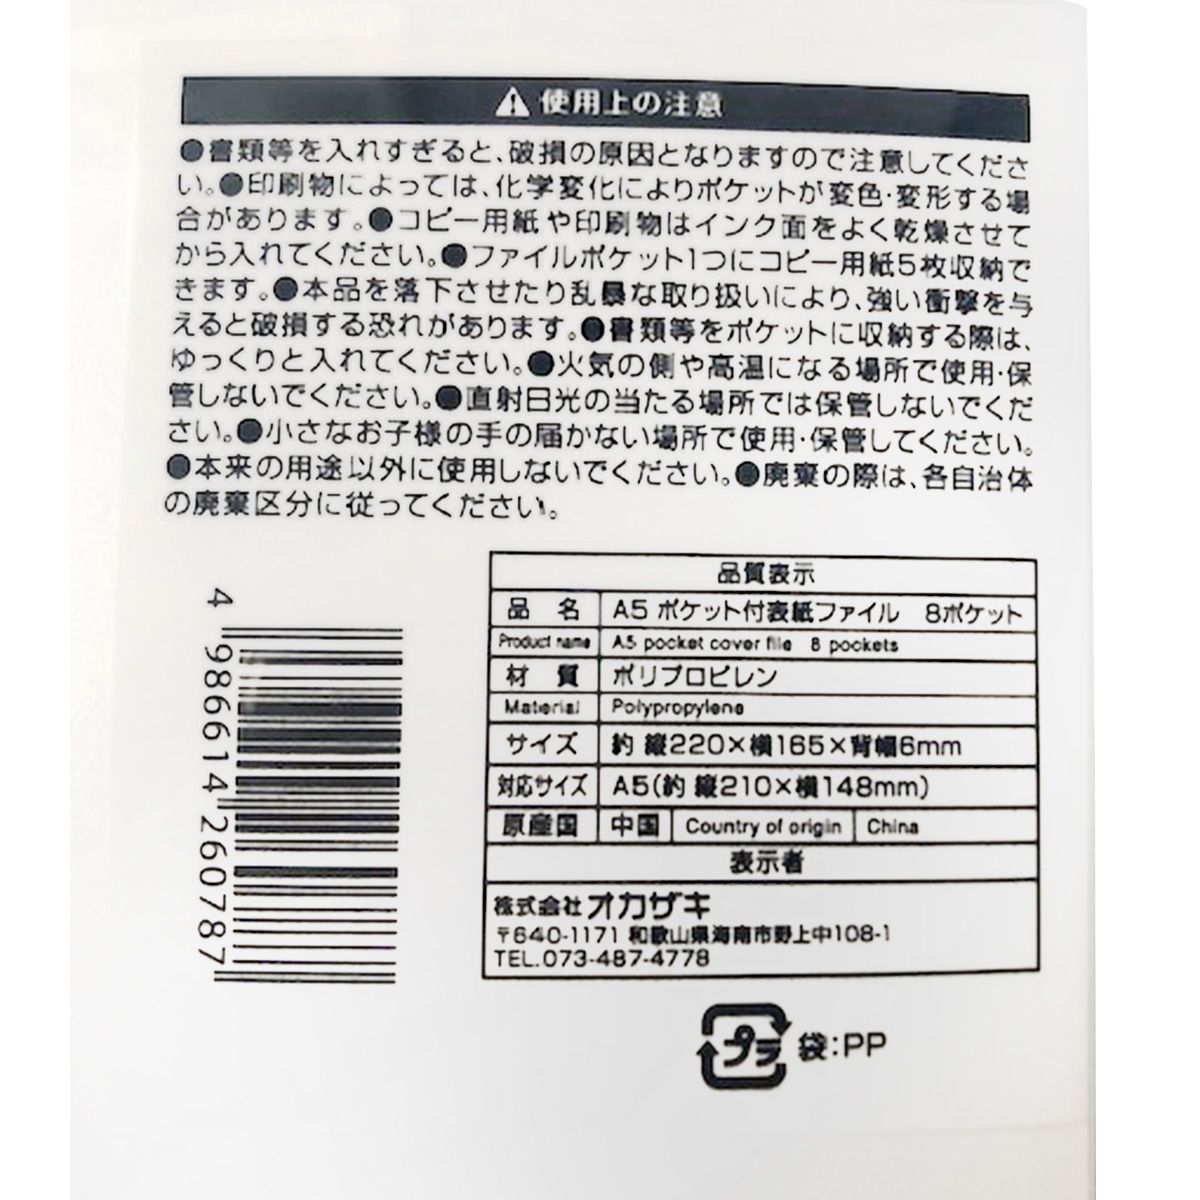 ⚠ 使用上の注意
●書類等を入れすぎると、破損の原因となりますので注意してくださ
い。●印刷物によっては、化学変化によりポケットが変色・変形する場
合があります。●コピー用紙や印刷物はインク面をよく乾燥させて
から入れてください。●ファイルポケット1つにコピー用紙5枚収納で
きます。●本品を落下させたり乱暴な取り扱いにより、強い衝撃を与
えると破損する恐れがあります。●書類等をポケットに収納する際は、
ゆっくりと入れてください。●火気の側や高温になる場所で使用・保
管しないでください。●直射日光の当たる場所では保管しないでくだ
さい。●小さなお子様の手の届かない場所で使用・保管してください。
●本来の用途以外に使用しないでください。●廃棄の際は、各自治体
の廃棄区分に従ってください。
4 986614 260787
品質表示
品 名 A5 ポケット付表紙ファイル 8ポケット
Product name A5 pocket cover file 8 pockets
材 質 ポリプロピレン
Material Polypropylene
サイズ 約 縦220×横165×背幅6mm
対応サイズ A5(約 縦210×横148mm)
原産国 中国 Country of origin China
表示者
株式会社オカザキ
〒640-1171 和歌山県海南市野上中108-1
TEL.073-487-4778
プラ 袋:PP